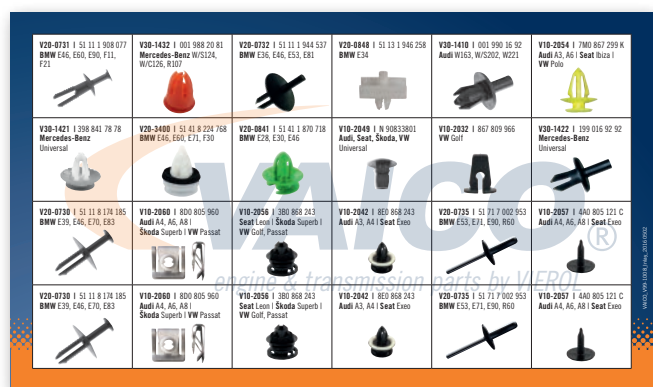 V20-0731 | 51 11 1 908 077
BMW E46, E60, E90, F11,
F21
V30-1432 | 001 988 20 81
Mercedes-Benz W/S124,
W/C126, R107
V20-0732 | 51 11 1 944 537
BMW E36, E46, E53, E81
V20-0848 | 51 13 1 946 258
BMW E34
V30-1410 | 001 990 16 92
Audi W163, W/S202, W221
V10-2054 | 7M0 867 299 K
Audi A3, A6 | Seat Ibiza |
VW Polo
V30-1421 | 398 841 78 78
Mercedes-Benz
Universal
V20-3400 | 51 41 8 224 768
BMW E46, E60, E71, F30
V20-0841 | 51 41 1 870 718
BMW E28, E30, E46
V10-2049 | N 90833801
Audi, Seat, Škoda, VW
Universal
V10-2032 | 867 809 966
VW Golf
V30-1422 | 199 016 92 92
Mercedes-Benz
Universal
V20-0730 | 51 11 8 174 185
BMW E39, E46, E70, E83
V10-2060 | 8D0 805 960
Audi A4, A6, A8 |
Škoda Superb | VW Passat
V10-2056 | 3B0 868 243
Seat Leon | Škoda Superb |
VW Golf, Passat
V10-2042 | 8E0 868 243
Audi A3, A4 | Seat Exeo
V20-0735 | 51 71 7 002 953
BMW E53, E71, E90, R60
V10-2057 | 4A0 805 121 C
Audi A4, A6, A8 | Seat Exeo
V20-0730 | 51 11 8 174 185
BMW E39, E46, E70, E83
V10-2060 | 8D0 805 960
Audi A4, A6, A8 |
Škoda Superb | VW Passat
V10-2056 | 3B0 868 243
Seat Leon | Škoda Superb |
VW Golf, Passat
V10-2042 | 8E0 868 243
Audi A3, A4 | Seat Exeo
V20-0735 | 51 71 7 002 953
BMW E53, E71, E90, R60
V10-2057 | 4A0 805 121 C
Audi A4, A6, A8 | Seat Exeo
VAICO®
engine & transmission parts by VIEROL